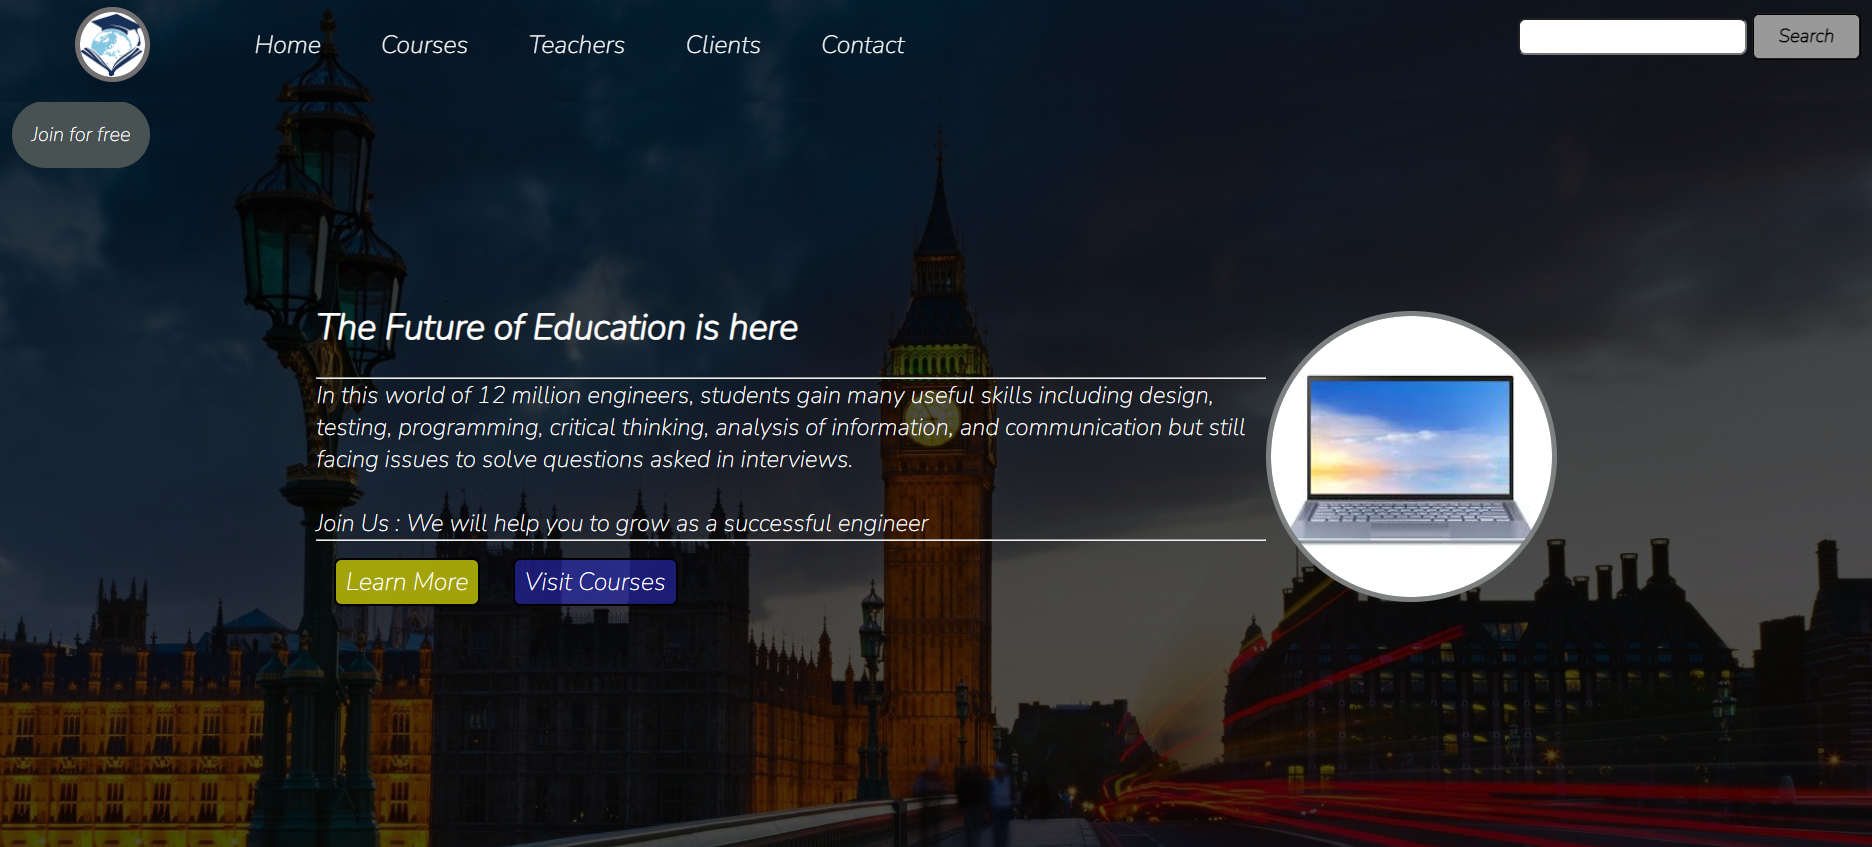 Home Courses Teachers Clients Contact Search
Join for free
The Future of Education is here
In this world of 12 million engineers, students gain many useful skills including design,
testing, programming, critical thinking, analysis of information, and communication but still
facing issues to solve questions asked in interviews.
Join Us : We will help you to grow as a successful engineer
Learn More Visit Courses